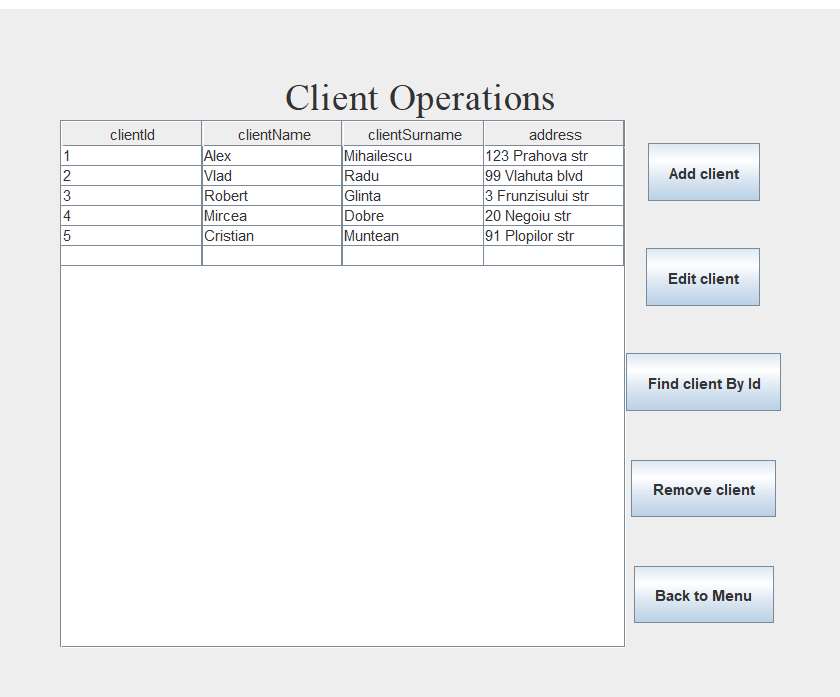 Client Operations
clientId clientName clientSurname address
1 Alex Mihailescu 123 Prahova str
2 Vlad Radu 99 Vlahuta blvd
3 Robert Glinta 3 Frunzisului str
4 Mircea Dobre 20 Negoiu str
5 Cristian Muntean 91 Plopilor str
Add client
Edit client
Find client By Id
Remove client
Back to Menu